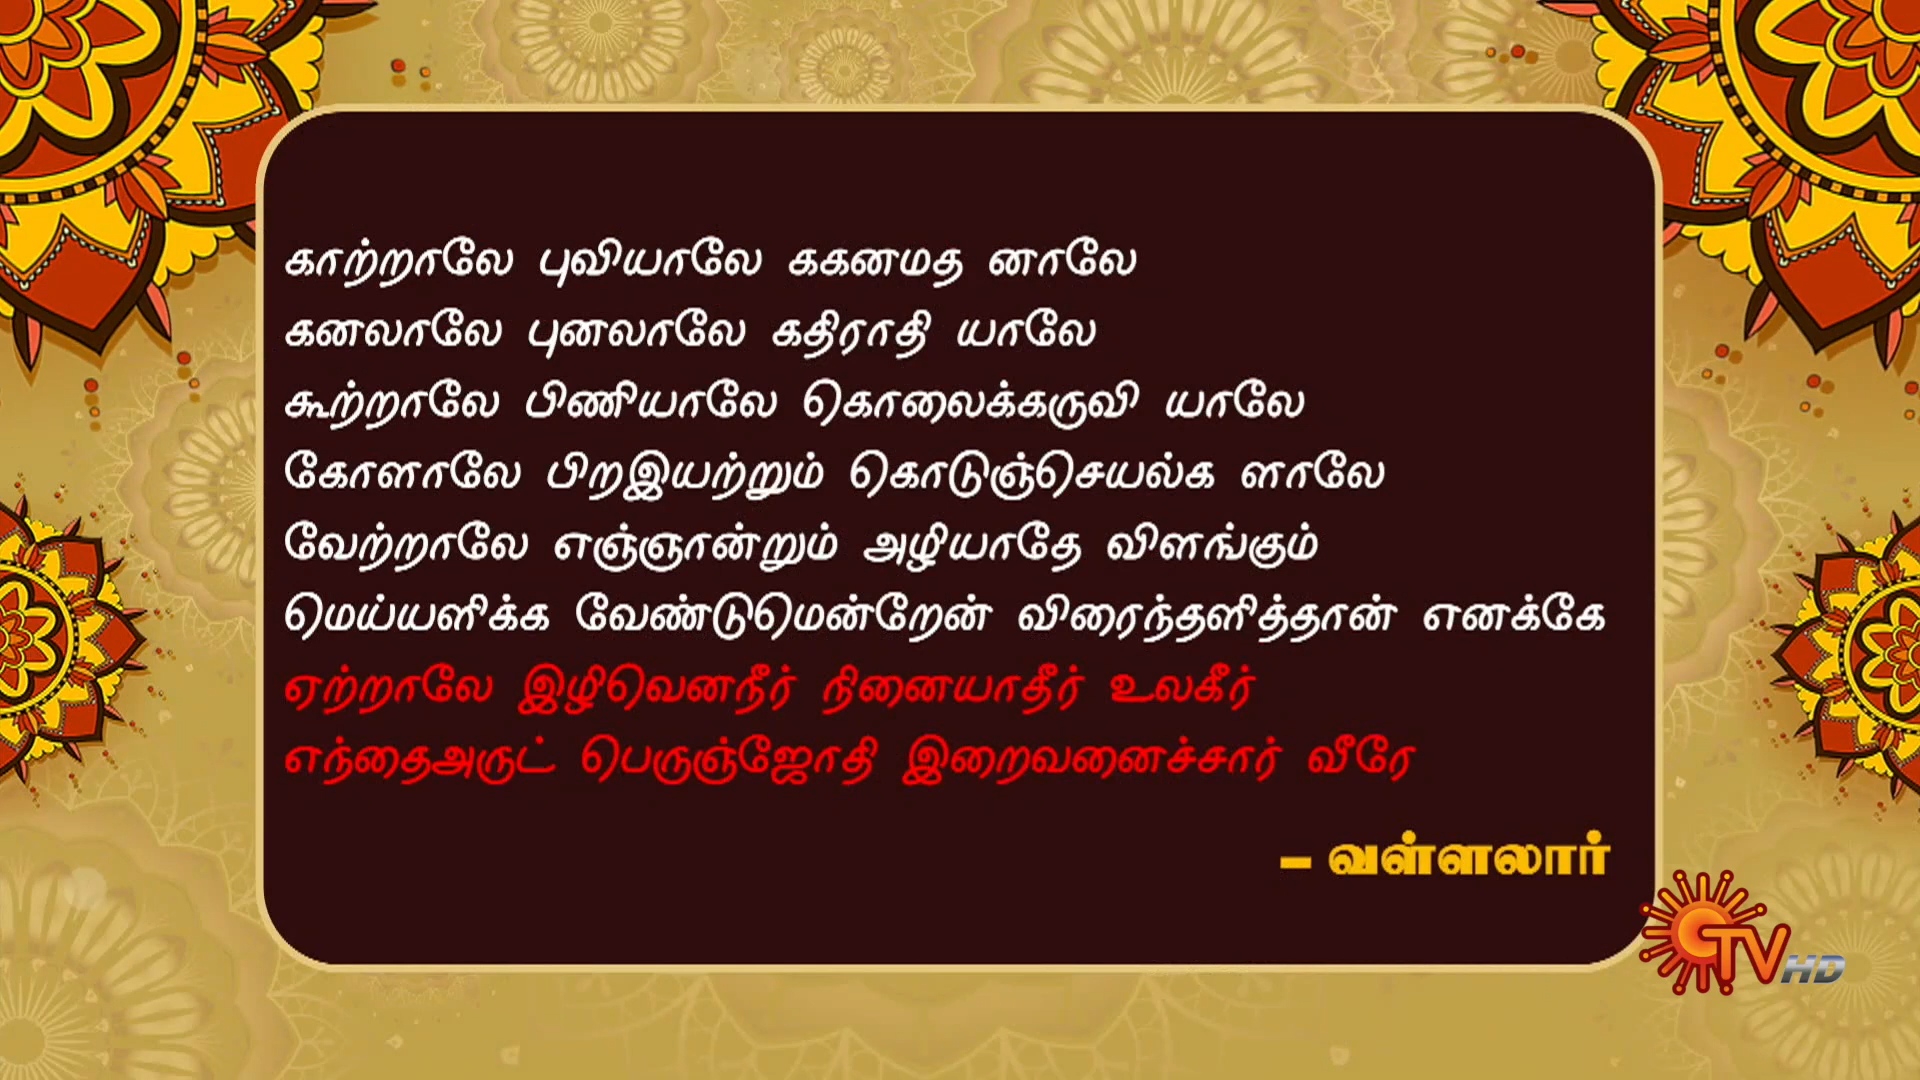 காற்றாலே புவியாலே ககனமத னாலே
கனலாலே புனலாலே கதிராதி யாலே
கூற்றாலே பிணியாலே கொலைக்கருவி யாலே
கோளாலே பிறஇயற்றும் கொடுஞ்செயல்க ளாலே
வேற்றாலே எஞ்ஞான்றும் அழியாதே விளங்கும்
மெய்யளிக்க வேண்டுமென்றேன் விரைந்தளித்தான் எனக்கே
ஏற்றாலே இழிவெனநீர் நினையாதீர் உலகீர்
எந்தைஅருட் பெருஞ்ஜோதி இறைவனைச்சார் வீரே
– வள்ளலார்
TV HD